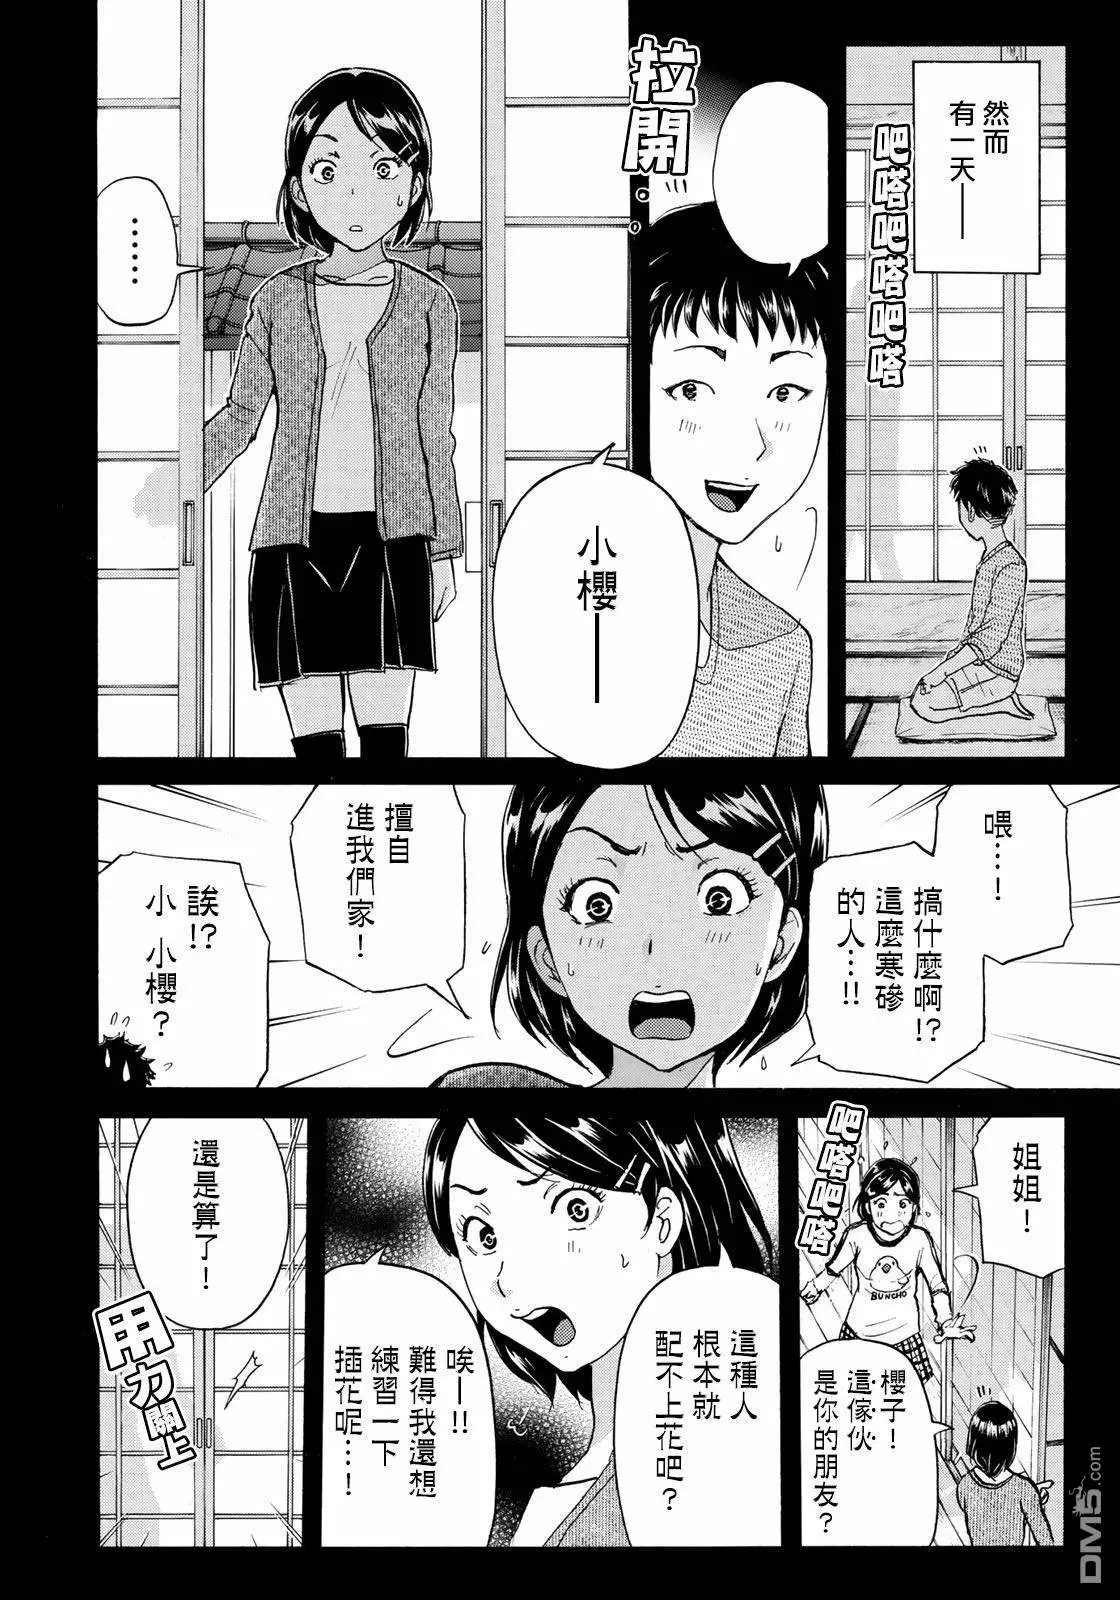 然而
有一天——
吧嗒吧嗒吧嗒
拉開。。
小櫻——
……
喂…！
搞什麼啊!?
這麼寒磣
的人…!!
擅自
進我們家！
誒!?
小 小櫻？
姐姐！
吧嗒吧嗒
BUNCHO
櫻子！
這傢伙
是你的朋友？
這種人
根本就
配不上花吧？
唉—!!
難得我還想
練習一下
插花呢…！
還是算了！
用力關上
DM5.com